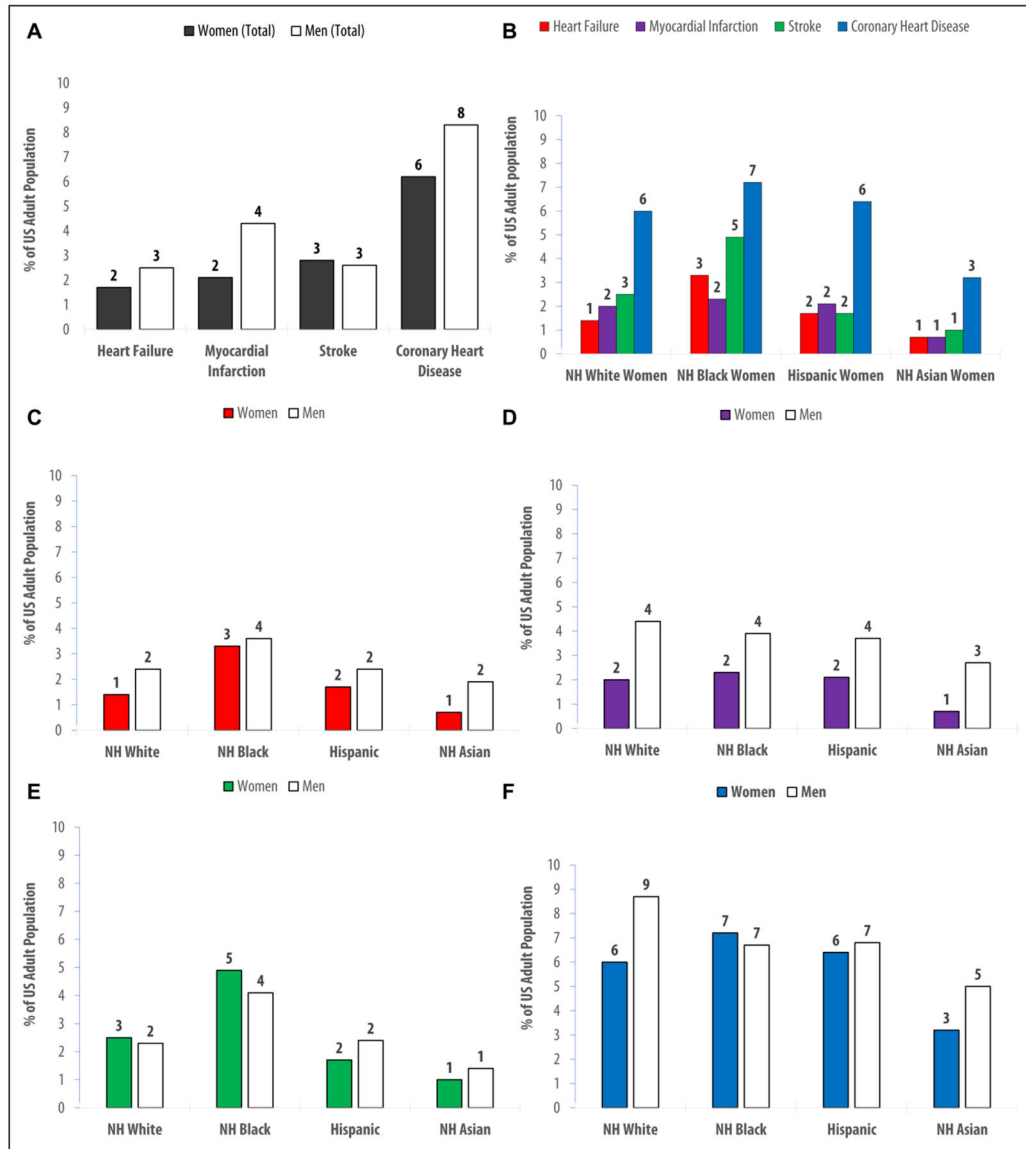 A
Women (Total) Men (Total)
% of US Adult Population
10
9
8
7
6
5
4
3
2
1
0
2 3 2 4 3 3 6 8
Heart Failure Myocardial Infarction Stroke Coronary Heart Disease
B
Heart Failure Myocardial Infarction Stroke Coronary Heart Disease
% of US Adult population
10
9
8
7
6
5
4
3
2
1
0
1 2 3 6 3 2 5 7 2 2 2 6 1 1 1 3
NH White Women NH Black Women Hispanic Women NH Asian Women
C
Women Men
% of US Adult Population
10
9
8
7
6
5
4
3
2
1
0
1 2 3 4 2 2 1 2
NH White NH Black Hispanic NH Asian
D
Women Men
% of US Adult Population
10
9
8
7
6
5
4
3
2
1
0
2 4 2 4 2 4 1 3
NH White NH Black Hispanic NH Asian
E
Women Men
% of US Adult Population
10
9
8
7
6
5
4
3
2
1
0
3 2 5 4 2 2 1 1
NH White NH Black Hispanic NH Asian
F
Women Men
% of US Adult Population
10
9
8
7
6
5
4
3
2
1
0
6 9 7 7 6 7 3 5
NH White NH Black Hispanic NH Asian